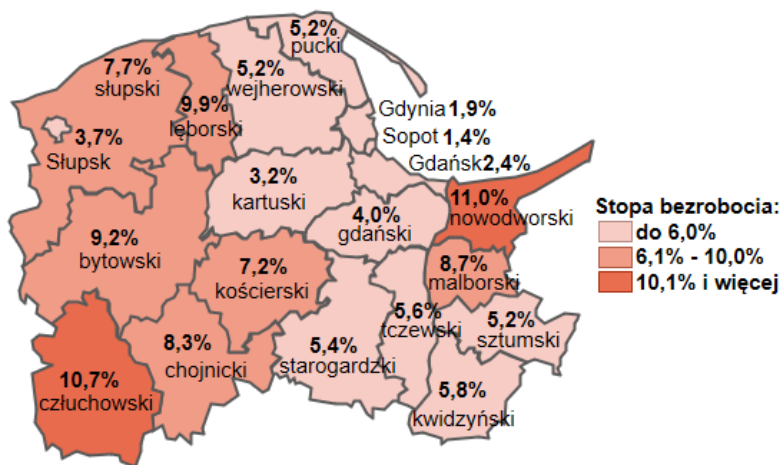 5,2%
pucki
7,7%
słupski
5,2%
wejherowski
9,9%
lęborski
Gdynia 1,9%
Sopot 1,4%
Gdańsk 2,4%
3,7%
Słupsk
3,2%
kartuski
11,0%
nowodworski
4,0%
gdański
9,2%
bytowski
7,2%
kościerski
8,7%
malborski
5,6%
tczewski
5,2%
sztumski
8,3%
chojnicki
5,4%
starogardzki
10,7%
człuchowski
5,8%
kwidzyński
Stopa bezrobocia:
do 6,0%
6,1% - 10,0%
10,1% i więcej